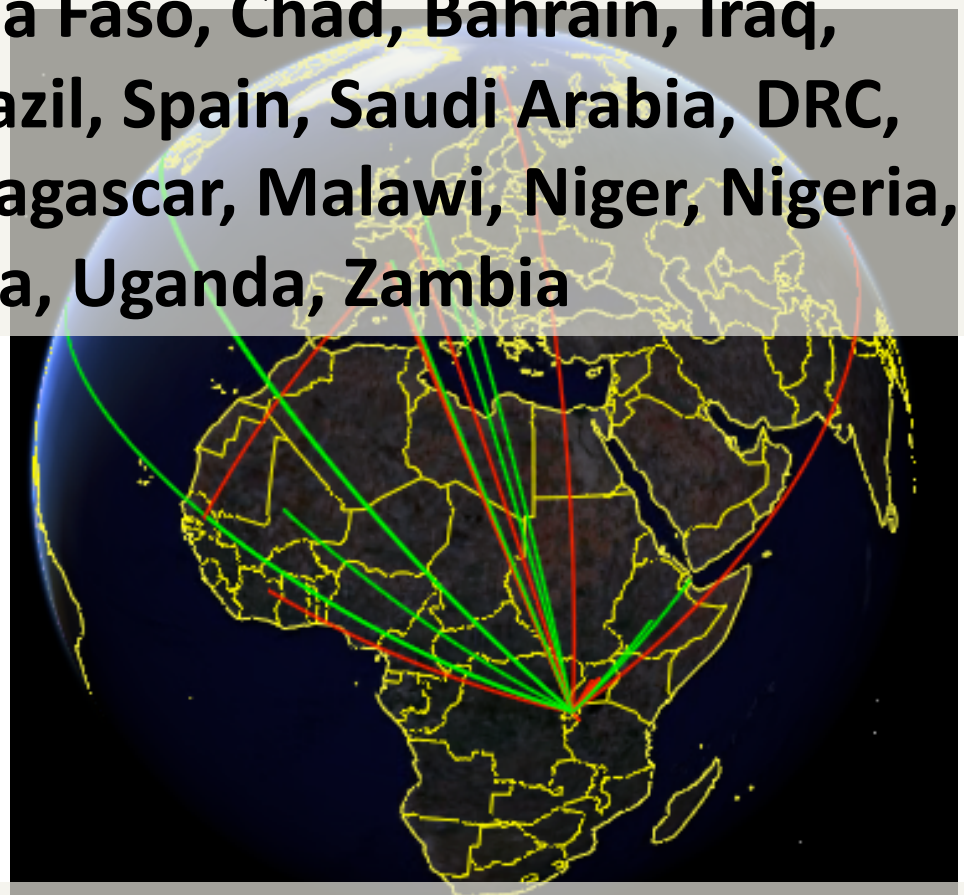 a Faso, Chad, Bahrain, Iraq,
azil, Spain, Saudi Arabia, DRC,
agascar, Malawi, Niger, Nigeria,
a, Uganda, Zambia